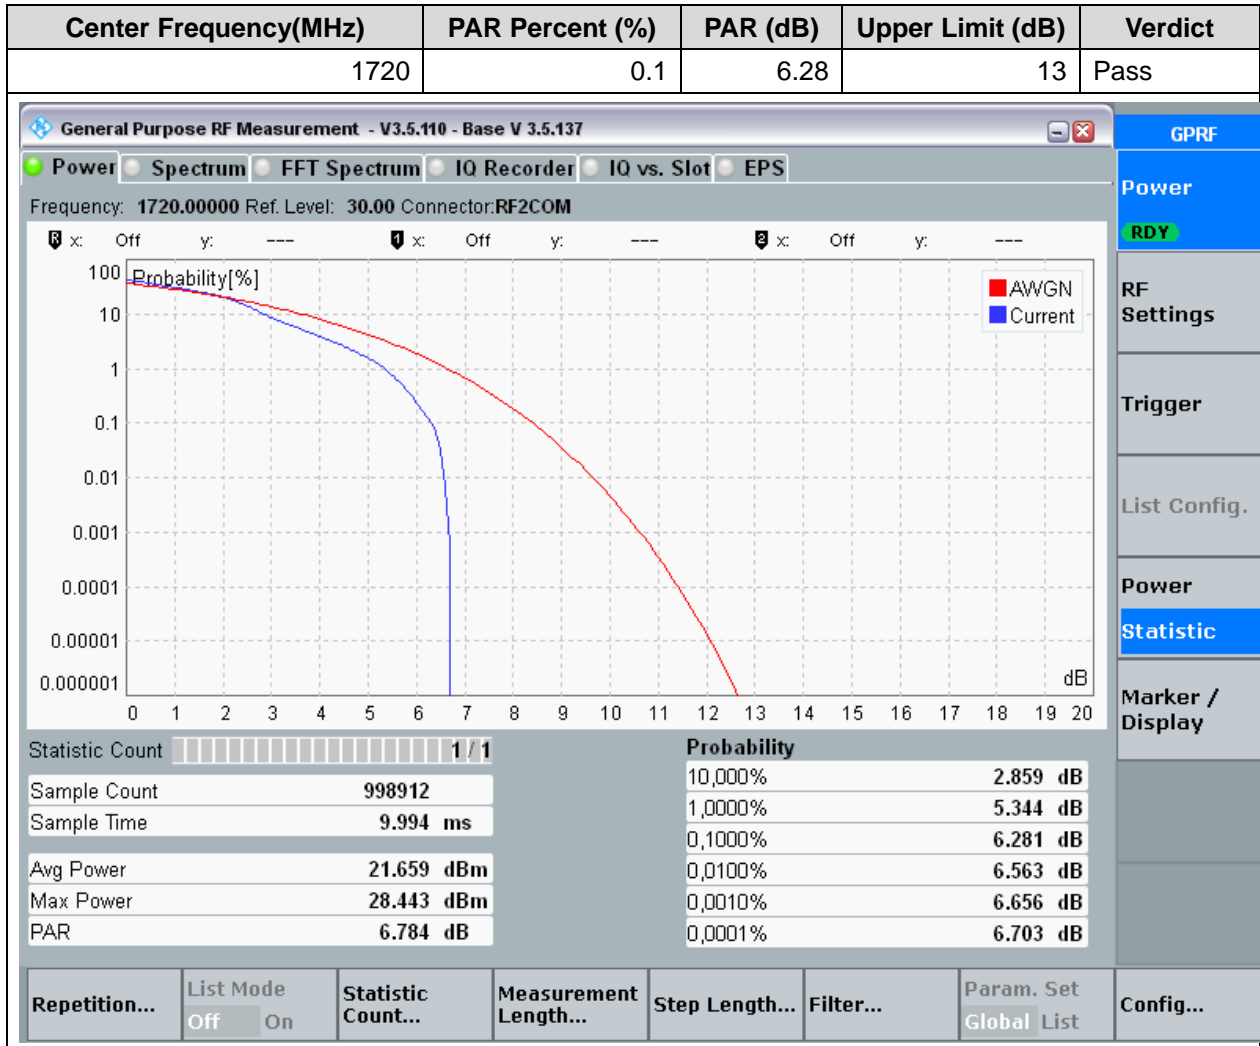 Center Frequency(MHz) PAR Percent (%) PAR (dB) Upper Limit (dB) Verdict
1720 0.1 6.28 13 Pass
General Purpose RF Measurement - V3.5.110 - Base V 3.5.137
GPRF
Power Spectrum FFT Spectrum IQ Recorder IQ vs. Slot EPS
Frequency: 1720.00000 Ref. Level: 30.00 Connector:RF2COM
R x: Off y: --- 1 x: Off y: --- 2 x: Off y: ---
Probability[%]
AWGN
Current
100
10
1
0.1
0.01
0.001
0.0001
0.00001
0.000001
dB
0 1 2 3 4 5 6 7 8 9 10 11 12 13 14 15 16 17 18 19 20
Statistic Count 1 / 1
Sample Count 998912
Sample Time 9.994 ms
Avg Power 21.659 dBm
Max Power 28.443 dBm
PAR 6.784 dB
Probability
10,000% 2.859 dB
1,0000% 5.344 dB
0,1000% 6.281 dB
0,0100% 6.563 dB
0,0010% 6.656 dB
0,0001% 6.703 dB
Power
RDY
RF
Settings
Trigger
List Config.
Power
Statistic
Marker /
Display
Repetition...
List Mode
Off On
Statistic
Count...
Measurement
Length...
Step Length...
Filter...
Param. Set
Global List
Config...